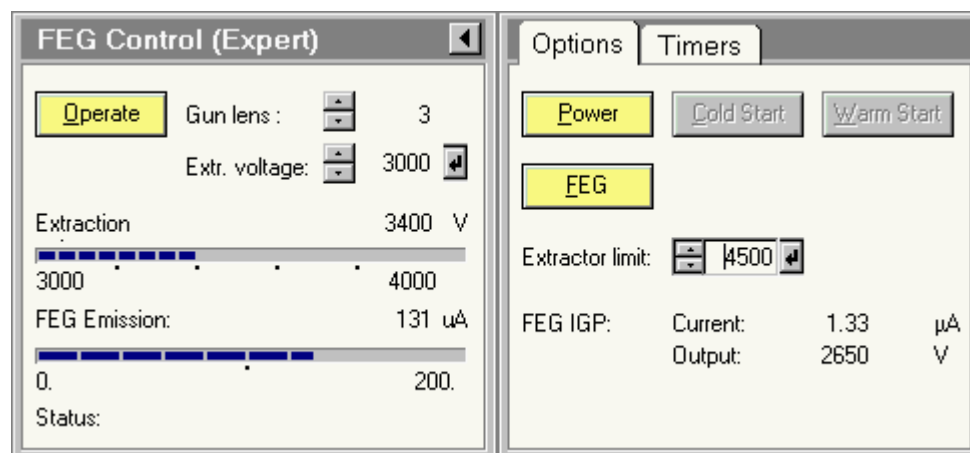 FEG Control (Expert)
Operate Gun lens : 3
Extr. voltage: 3000
Extraction 3400 V
3000 4000
FEG Emission: 131 uA
0. 200.
Status:
Options Timers
Power Cold Start Warm Start
FEG
Extractor limit: 4500
FEG IGP: Current: 1.33 µA
Output: 2650 V